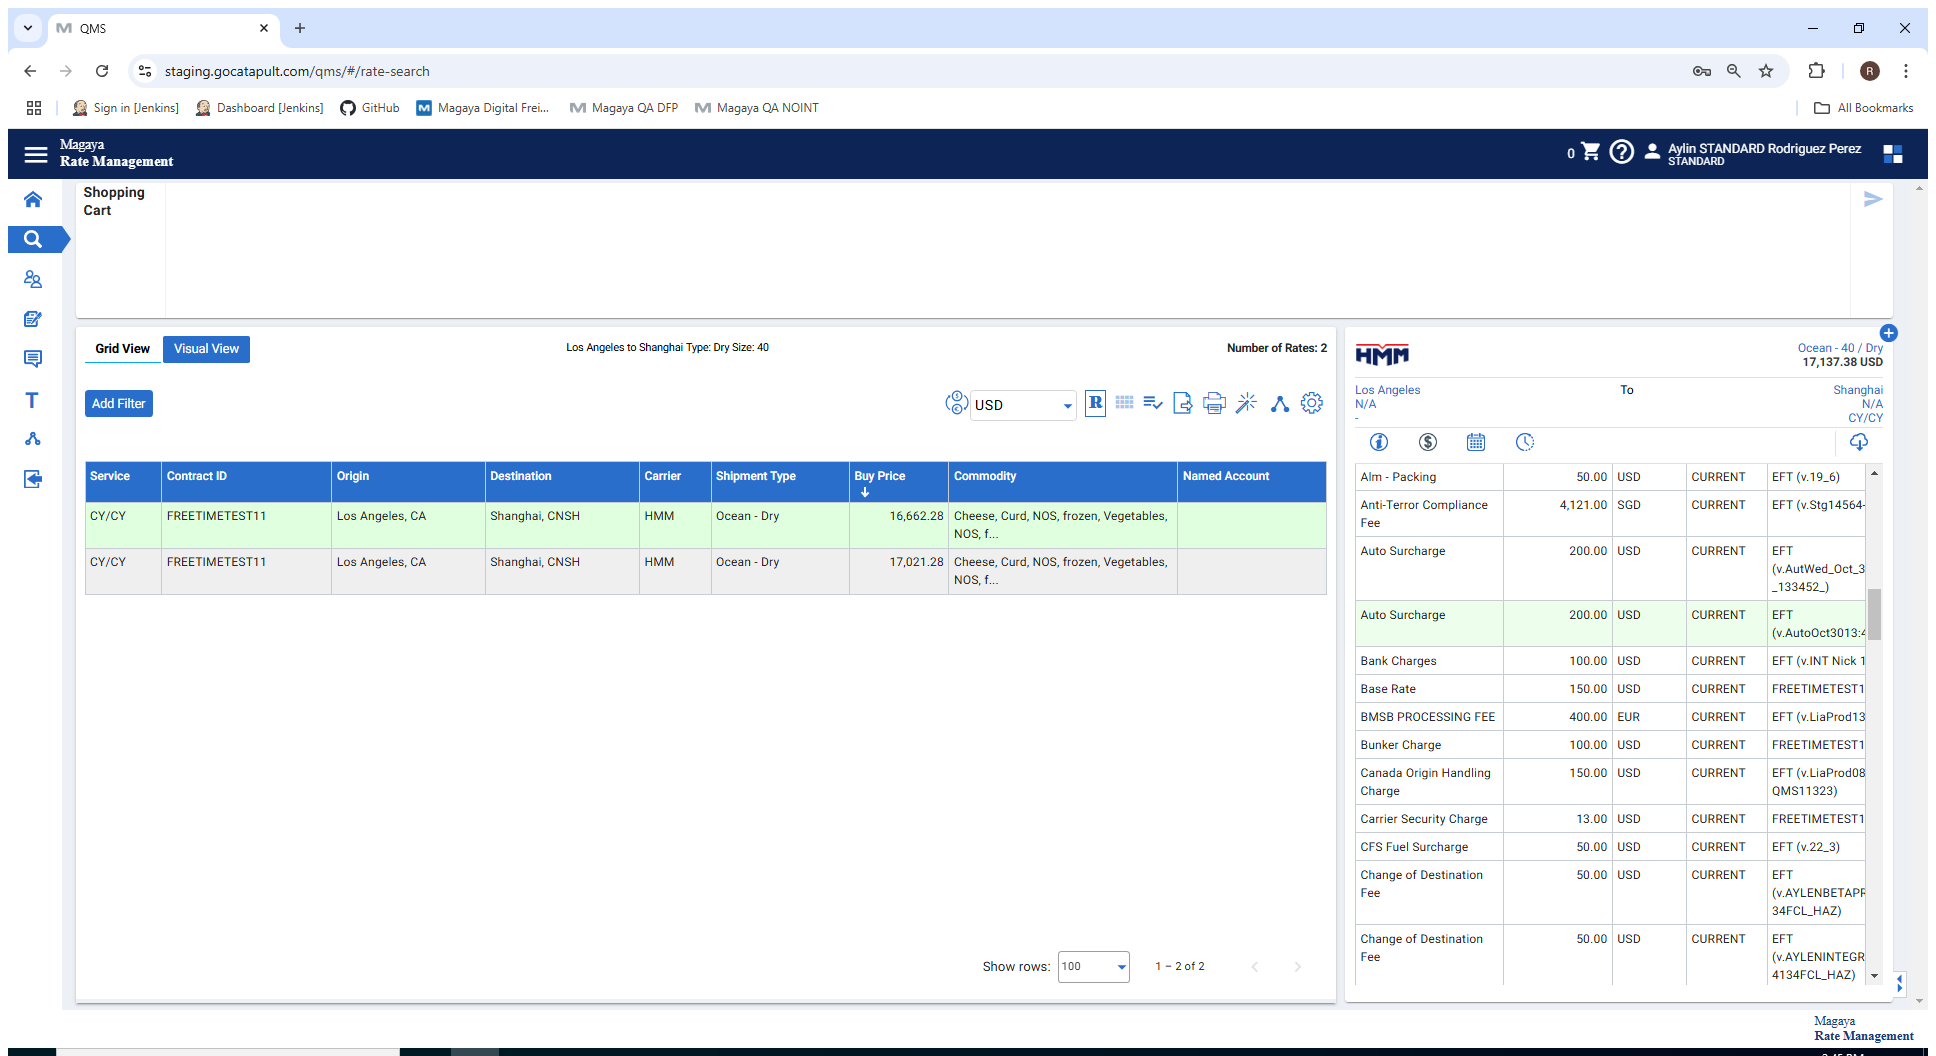 QMS
staging.gocatapult.com/qms/#/rate-search
R
Sign in [Jenkins]
Dashboard [Jenkins]
GitHub
Magaya Digital Frei...
Magaya QA DFP
Magaya QA NOINT
All Bookmarks
Magaya
Rate Management
0
Aylin STANDARD Rodriguez Perez
STANDARD
Shopping
Cart
Grid View
Visual View
Los Angeles to Shanghai Type: Dry Size: 40
Number of Rates: 2
Add Filter
USD
R
Service Contract ID Origin Destination Carrier Shipment Type Buy Price Commodity Named Account
CY/CY FREETIMETEST11 Los Angeles, CA Shanghai, CNSH HMM Ocean - Dry 16,662.28 Cheese, Curd, NOS, frozen, Vegetables,
NOS, f...
CY/CY FREETIMETEST11 Los Angeles, CA Shanghai, CNSH HMM Ocean - Dry 17,021.28 Cheese, Curd, NOS, frozen, Vegetables,
NOS, f...
Show rows: 100 1 – 2 of 2
HMM
Ocean - 40 / Dry
17,137.38 USD
Los Angeles To Shanghai
N/A N/A
- CY/CY
Alm - Packing 50.00 USD CURRENT EFT (v.19_6)
Anti-Terror Compliance 4,121.00 SGD CURRENT EFT (v.Stg14564-
Fee
Auto Surcharge 200.00 USD CURRENT EFT
(v.AutWed_Oct_3
_133452_)
Auto Surcharge 200.00 USD CURRENT EFT
(v.AutoOct3013:4
Bank Charges 100.00 USD CURRENT EFT (v.INT Nick 1
Base Rate 150.00 USD CURRENT FREETIMETEST1
BMSB PROCESSING FEE 400.00 EUR CURRENT EFT (v.LiaProd13
Bunker Charge 100.00 USD CURRENT FREETIMETEST1
Canada Origin Handling 150.00 USD CURRENT EFT (v.LiaProd08
Charge QMS11323)
Carrier Security Charge 13.00 USD CURRENT FREETIMETEST1
CFS Fuel Surcharge 50.00 USD CURRENT EFT (v.22_3)
Change of Destination 50.00 USD CURRENT EFT
Fee (v.AYLENBETAPR
34FCL_HAZ)
Change of Destination 50.00 USD CURRENT EFT
Fee (v.AYLENINTEGR
4134FCL_HAZ)
Magaya
Rate Management